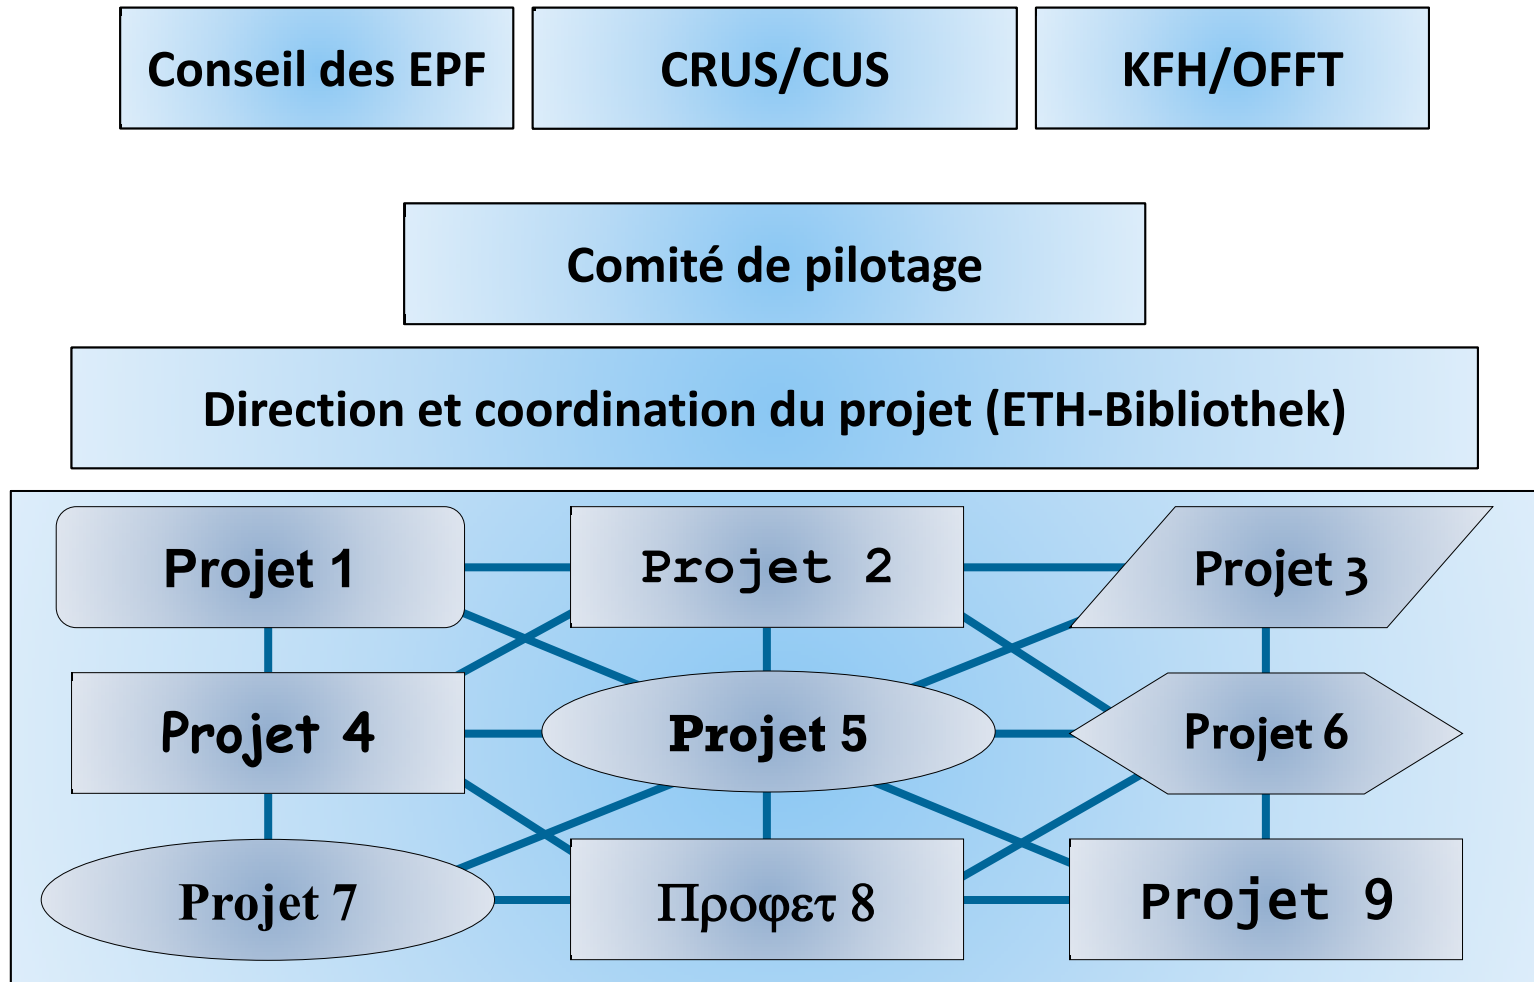 Conseil des EPF
CRUS/CUS
KFH/OFFT
Comité de pilotage
Direction et coordination du projet (ETH-Bibliothek)
Projet 1
Projet 2
Projet 3
Projet 4
Projet 5
Projet 6
Projet 7
Προφετ 8
Projet 9